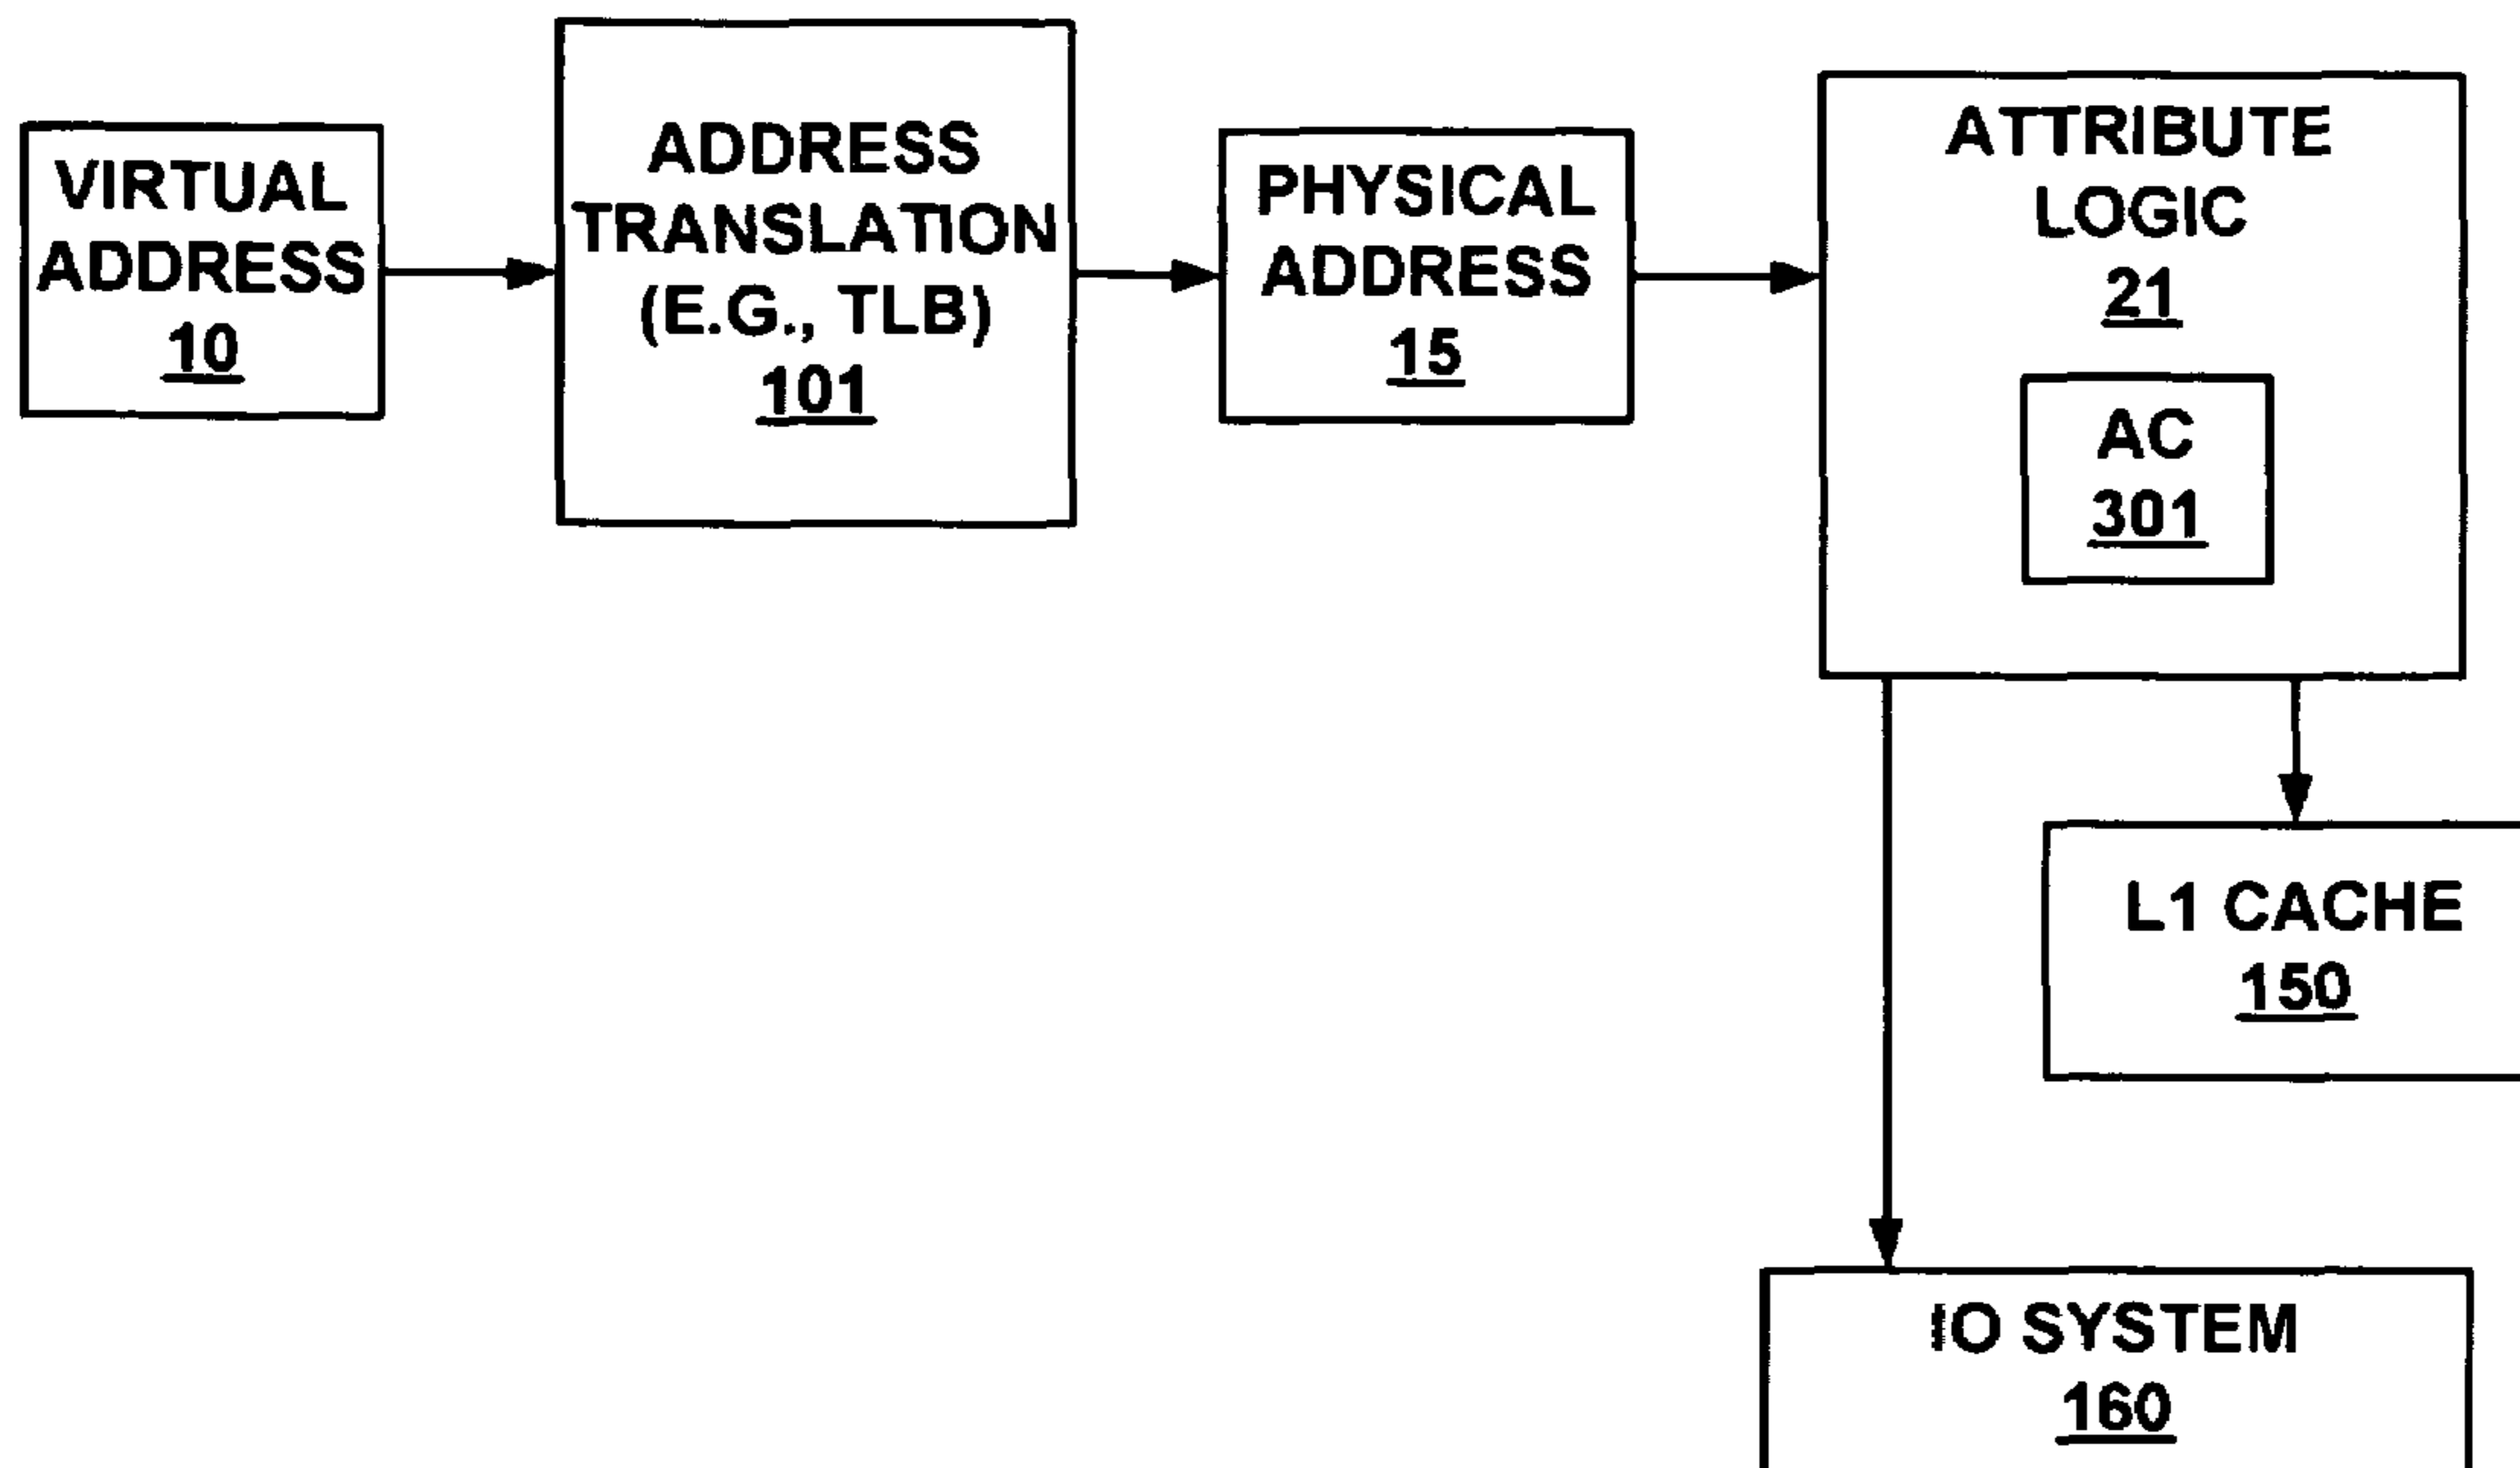 VIRTUAL
ADDRESS
10
ADDRESS
TRANSLATION
(E.G., TLB)
101
PHYSICAL
ADDRESS
15
ATTRIBUTE
LOGIC
21
AC
301
L1 CACHE
150
IO SYSTEM
160